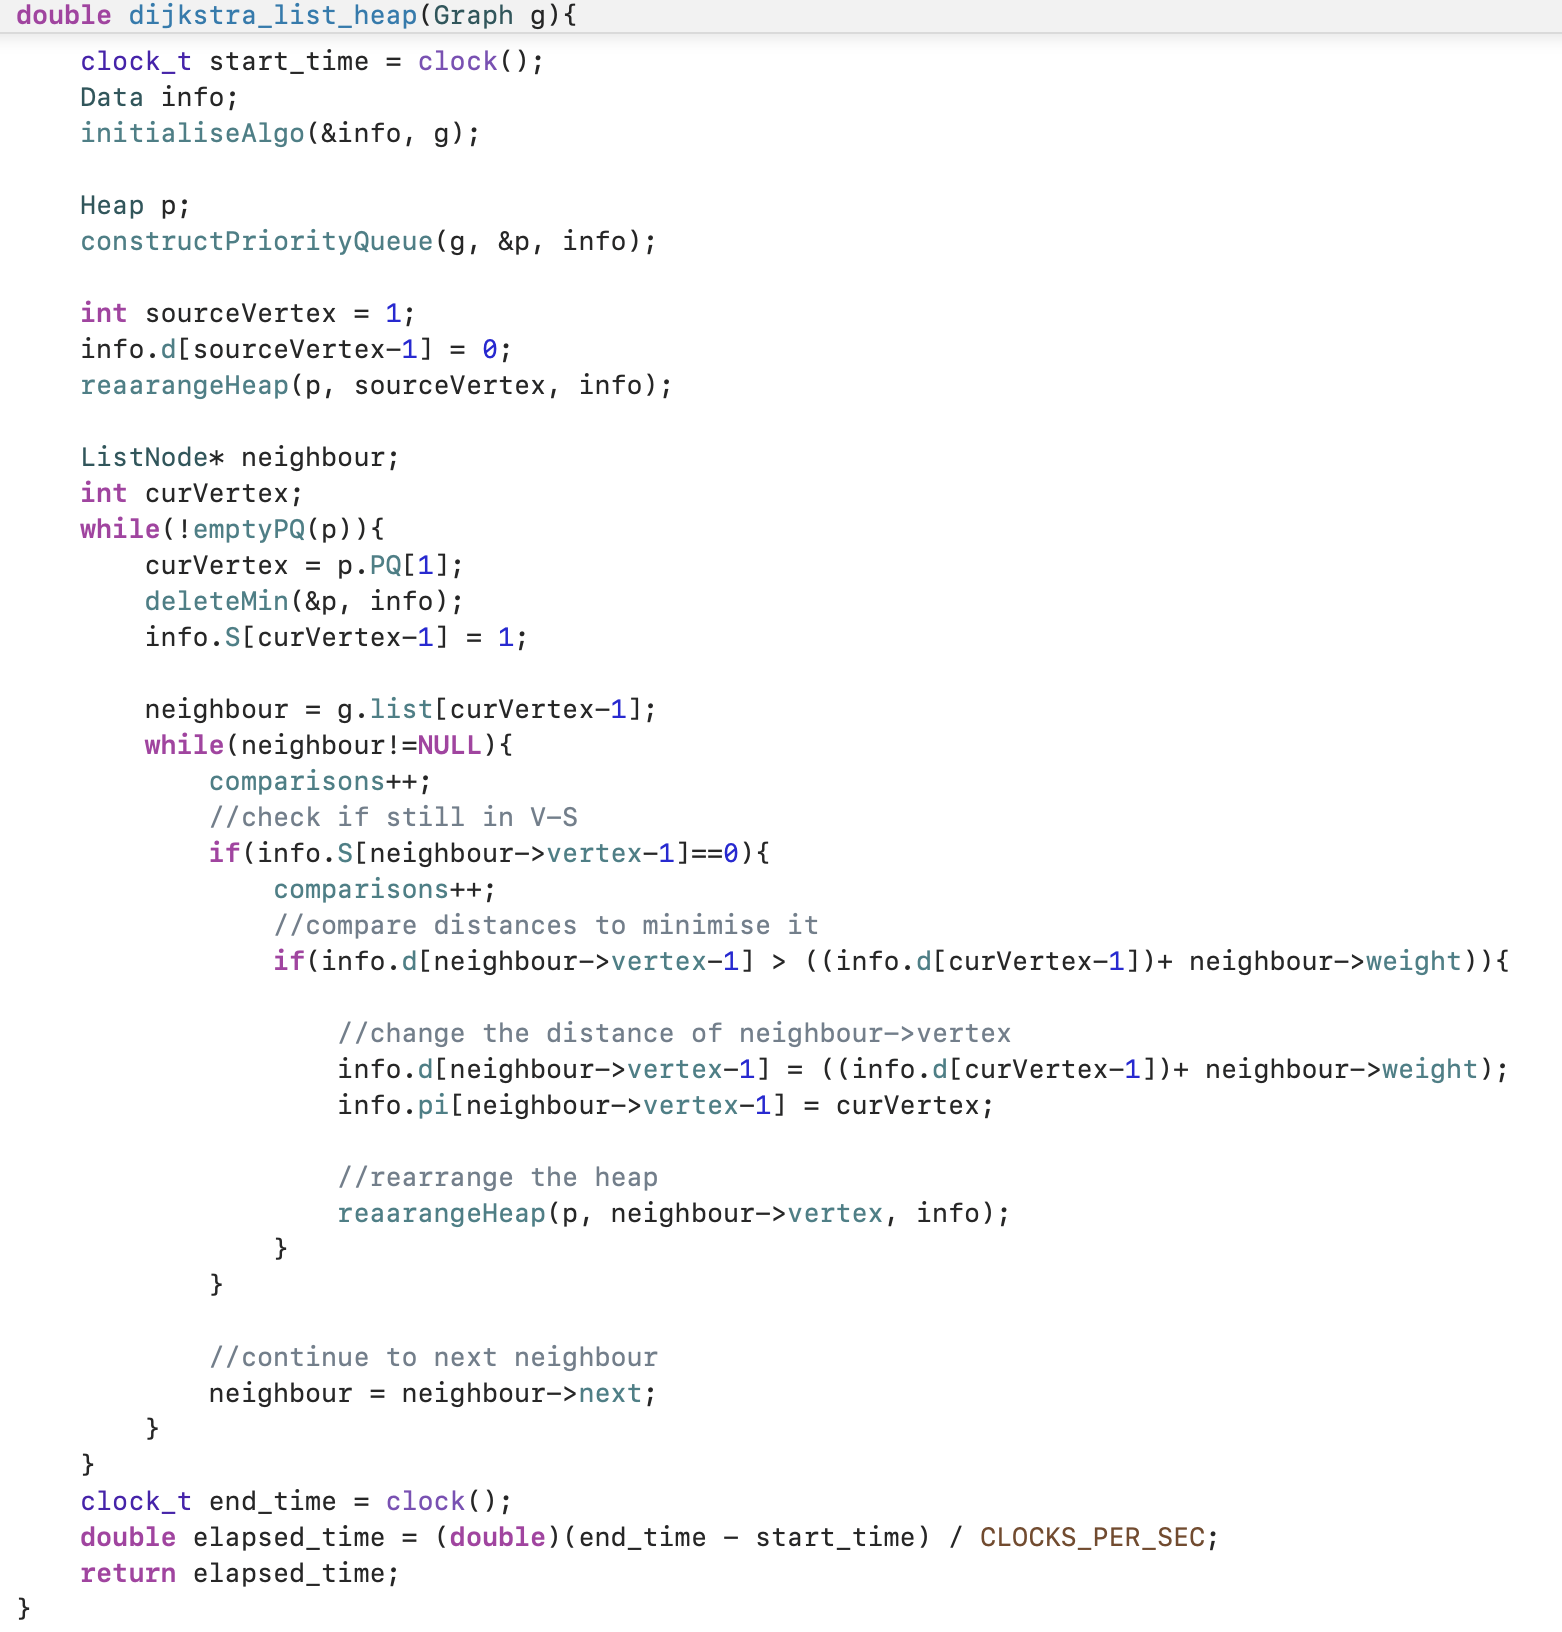 double dijkstra_list_heap(Graph g){
    clock_t start_time = clock();
    Data info;
    initialiseAlgo(&info, g);

    Heap p;
    constructPriorityQueue(g, &p, info);

    int sourceVertex = 1;
    info.d[sourceVertex-1] = 0;
    reaarangeHeap(p, sourceVertex, info);

    ListNode* neighbour;
    int curVertex;
    while(!emptyPQ(p)){
        curVertex = p.PQ[1];
        deleteMin(&p, info);
        info.S[curVertex-1] = 1;

        neighbour = g.list[curVertex-1];
        while(neighbour!=NULL){
            comparisons++;
            //check if still in V-S
            if(info.S[neighbour->vertex-1]==0){
                comparisons++;
                //compare distances to minimise it
                if(info.d[neighbour->vertex-1] > ((info.d[curVertex-1])+ neighbour->weight)){

                    //change the distance of neighbour->vertex
                    info.d[neighbour->vertex-1] = ((info.d[curVertex-1])+ neighbour->weight);
                    info.pi[neighbour->vertex-1] = curVertex;

                    //rearrange the heap
                    reaarangeHeap(p, neighbour->vertex, info);
                }
            }

            //continue to next neighbour
            neighbour = neighbour->next;
        }
    }
    clock_t end_time = clock();
    double elapsed_time = (double)(end_time - start_time) / CLOCKS_PER_SEC;
    return elapsed_time;
}